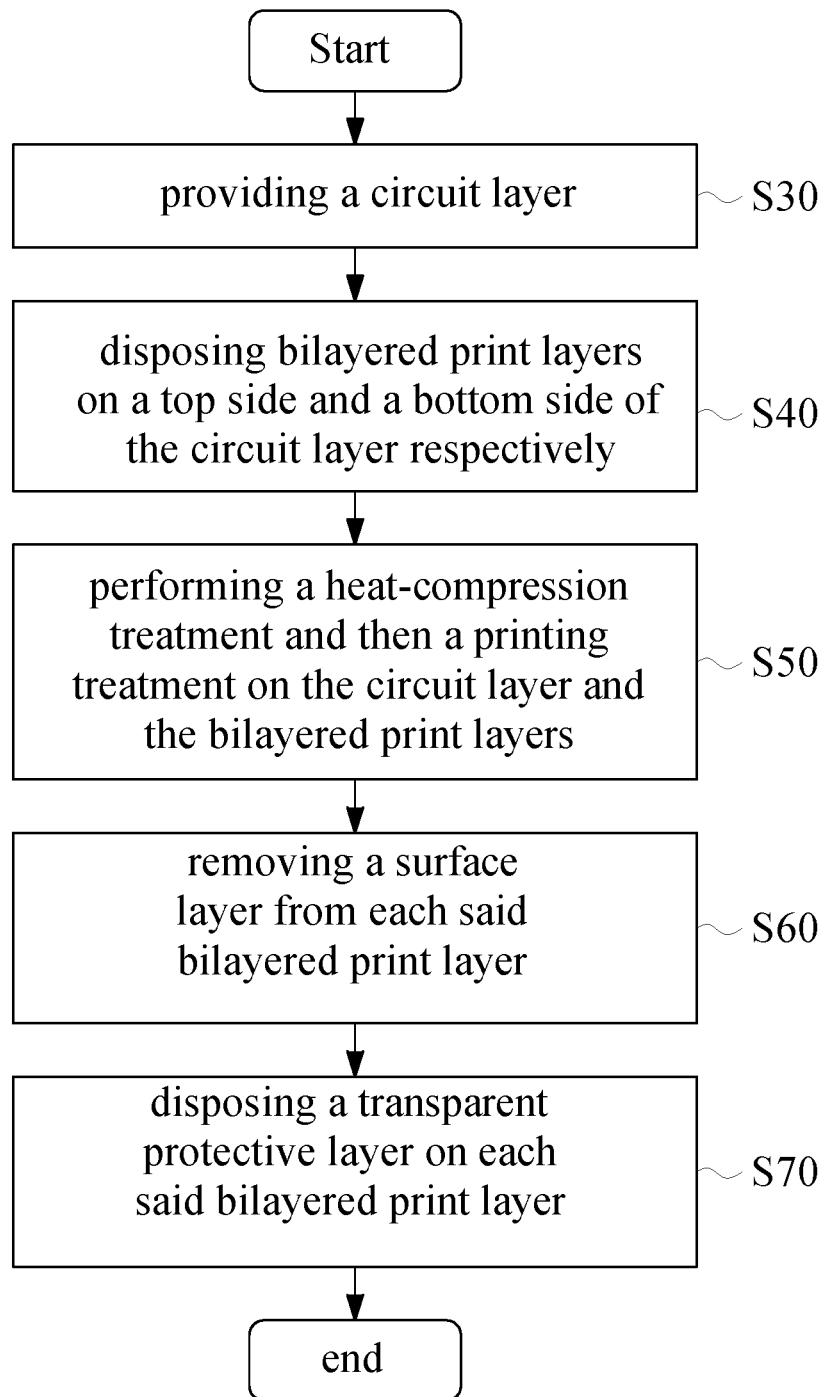 Start
providing a circuit layer
S30
disposing bilayered print layers
on a top side and a bottom side of
the circuit layer respectively
S40
performing a heat-compression
treatment and then a printing
treatment on the circuit layer and
the bilayered print layers
S50
removing a surface
layer from each said
bilayered print layer
S60
disposing a transparent
protective layer on each
said bilayered print layer
S70
end